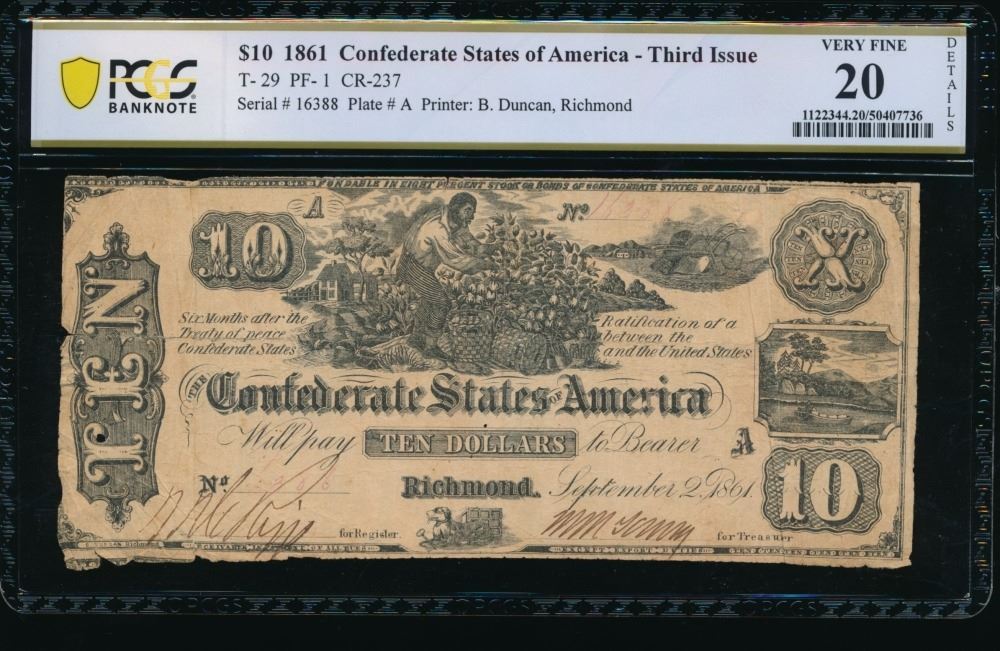 PCGS
BANKNOTE
$10 1861 Confederate States of America - Third Issue
T- 29 PF- 1 CR-237
Serial # 16388 Plate # A Printer: B. Duncan, Richmond
VERY FINE
20
1122344.20/50407736
DETAILS
FUNDABLE IN EIGHT PERCENT STOCK OR BONDS OF CONFEDERATE STATES OF AMERICA
10
A
No.
X
TEN
Six Months after the Ratification of a
Treaty of peace between the
Confederate States and the United States
THE Confederate States OF America
Will pay TEN DOLLARS to Bearer A
No
Richmond. September 2, 1861.
10
for Register.
for Treasurer
EXCEPT EXPORT DUTIES